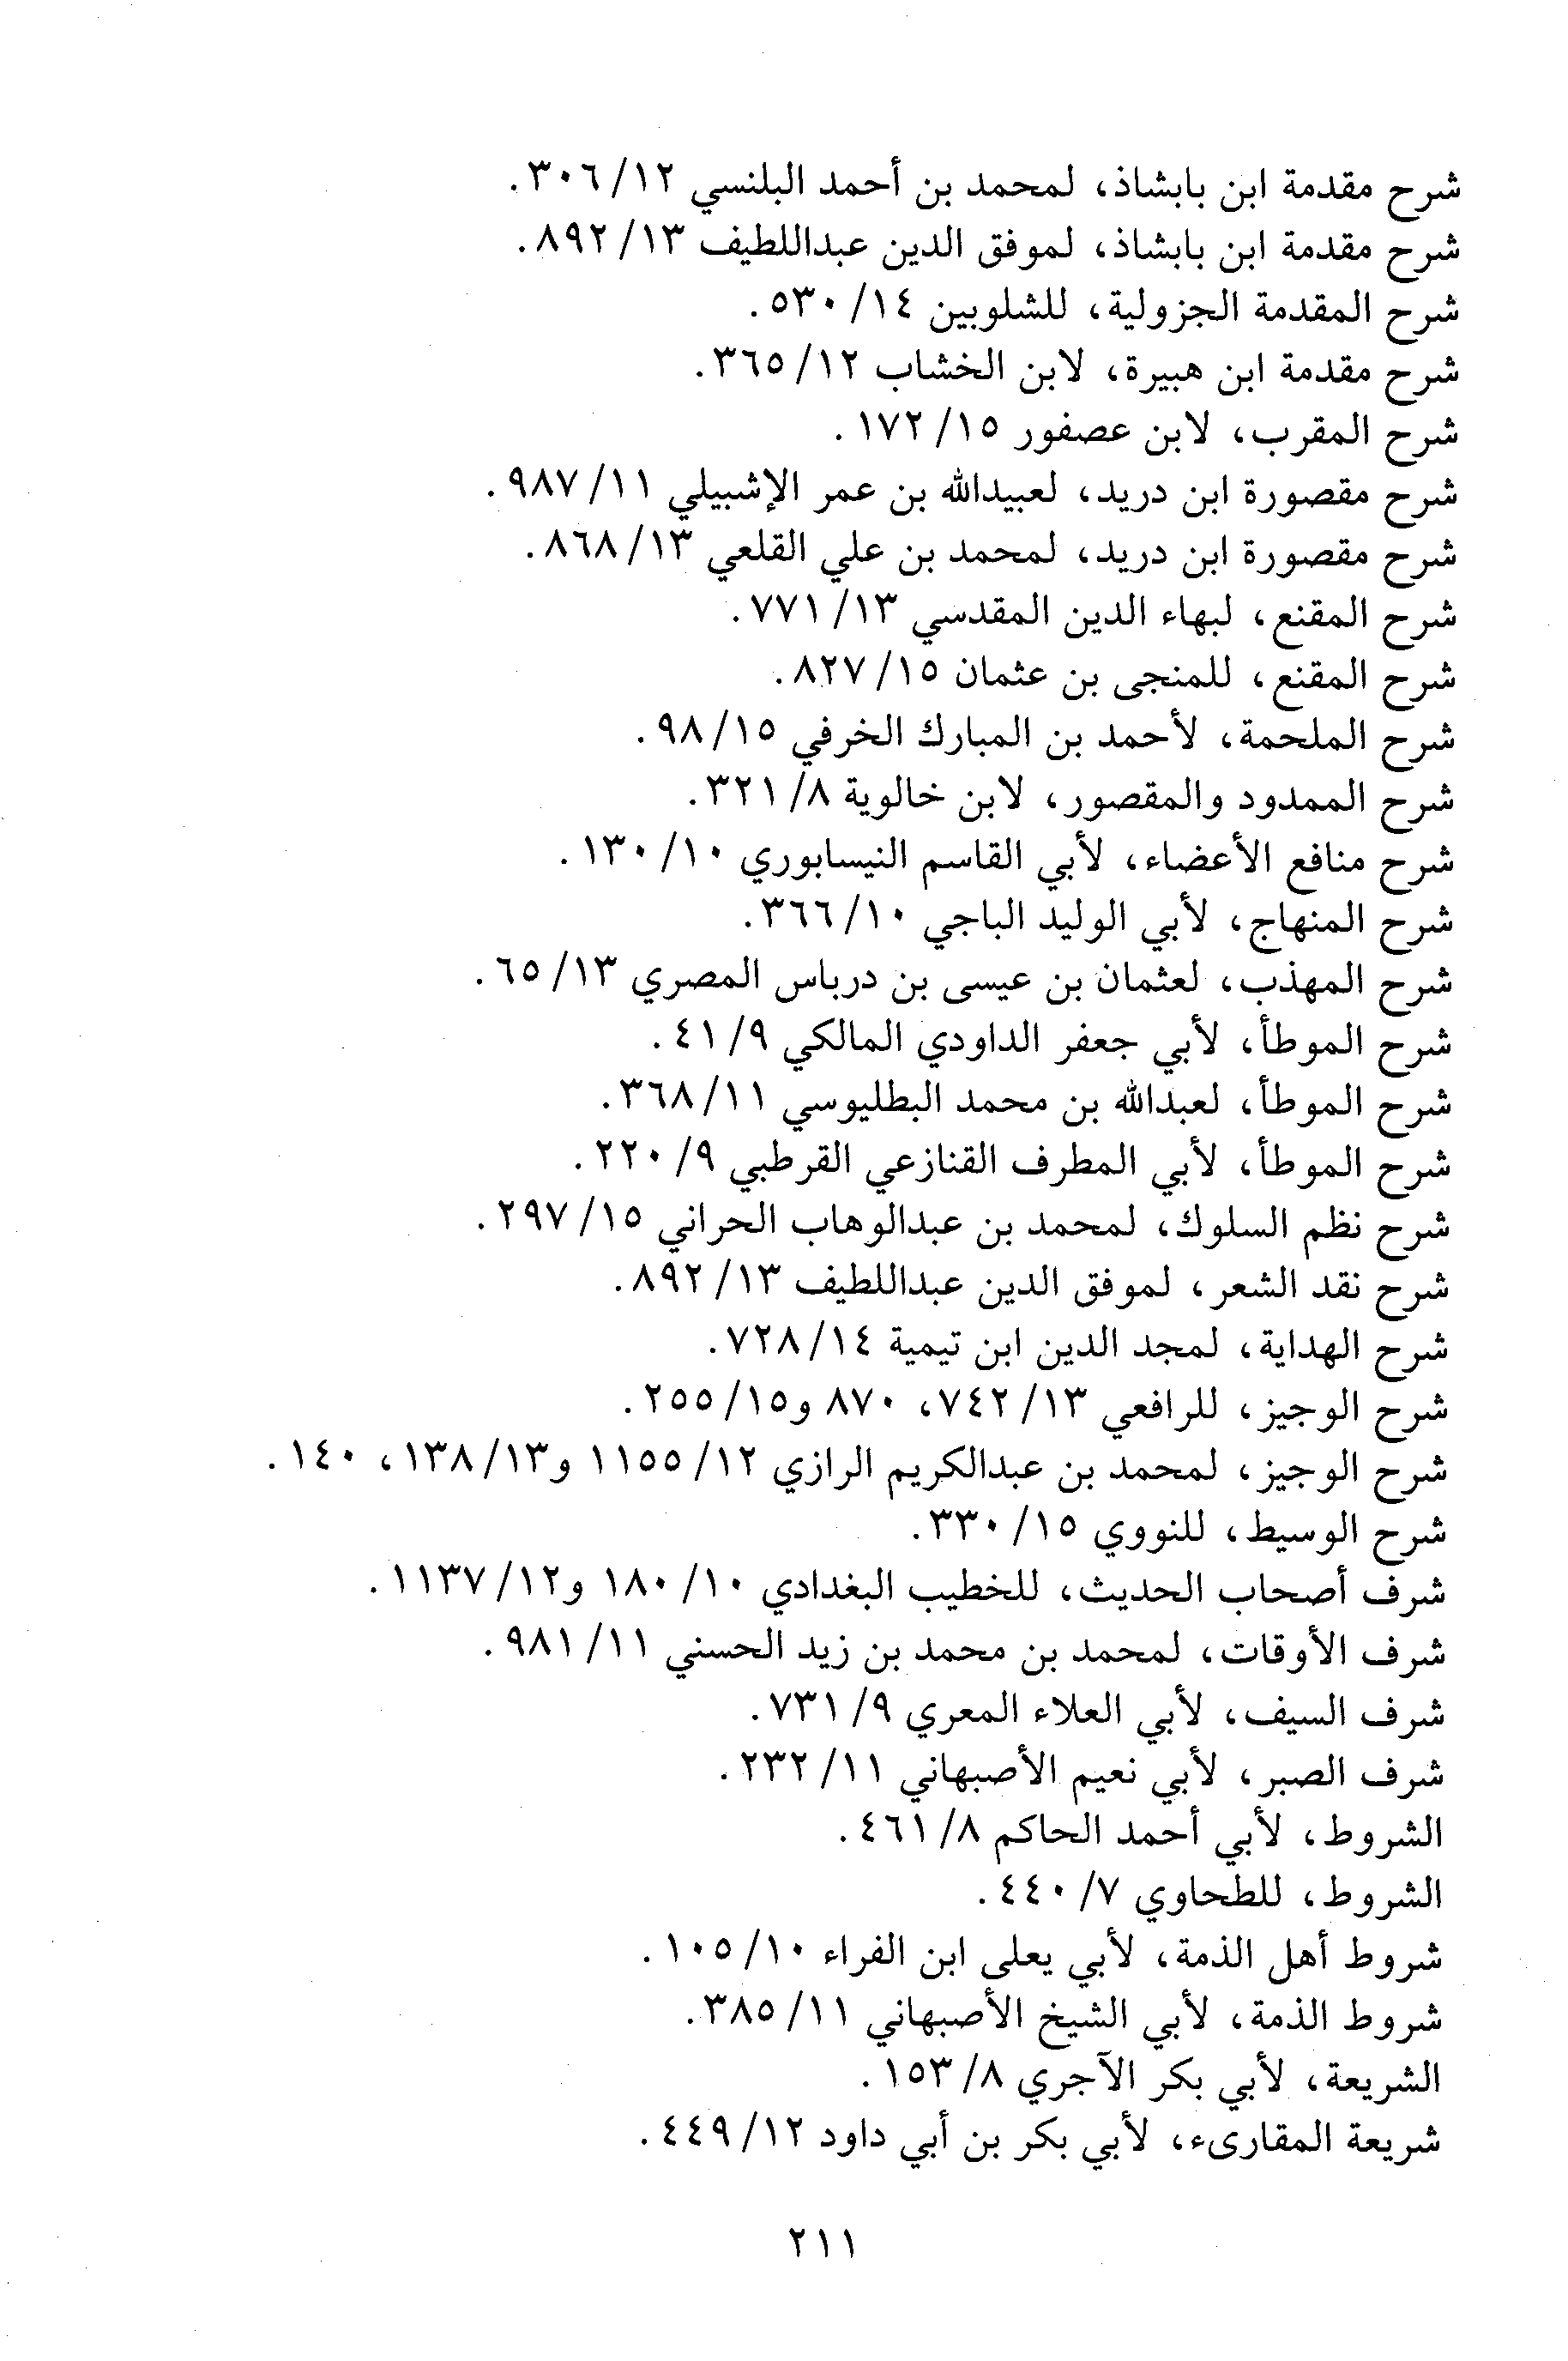 شرح مقدمة ابن بابشاذ، لمحمد بن أحمد البلنسي ١٢/ ٣٠٦.
شرح مقدمة ابن بابشاذ، لموفق الدين عبداللطيف ١٣/ ٨٩٢.
شرح المقدمة الجزولية، للشلوبين ١٤/ ٥٣٠.
شرح مقدمة ابن هبيرة، لابن الخشاب ١٢/ ٣٦٥.
شرح المقرب، لابن عصفور ١٥/ ١٧٢.
شرح مقصورة ابن دريد، لعبيدالله بن عمر الإشبيلي ١١/ ٩٨٧.
شرح مقصورة ابن دريد، لمحمد بن علي القلعي ١٣/ ٨٦٨.
شرح المقنع، لبهاء الدين المقدسي ١٣/ ٧٧١.
شرح المقنع، للمنجى بن عثمان ١٥/ ٨٢٧.
شرح الملحمة، لأحمد بن المبارك الخرفي ١٥/ ٩٨.
شرح الممدود والمقصور، لابن خالوية ٨/ ٣٢١.
شرح منافع الأعضاء، لأبي القاسم النيسابوري ١٠/ ١٣٠.
شرح المنهاج، لأبي الوليد الباجي ١٠/ ٣٦٦.
شرح المهذب، لعثمان بن عيسى بن درباس المصري ١٣/ ٦٥.
شرح الموطأ، لأبي جعفر الداودي المالكي ٩/ ٤١.
شرح الموطأ، لعبدالله بن محمد البطليوسي ١١/ ٣٦٨.
شرح الموطأ، لأبي المطرف القنازعي القرطبي ٩/ ٢٢٠.
شرح نظم السلوك، لمحمد بن عبدالوهاب الحراني ١٥/ ٢٩٧.
شرح نقد الشعر، لموفق الدين عبداللطيف ١٣/ ٨٩٢.
شرح الهداية، لمجد الدين ابن تيمية ١٤/ ٧٢٨.
شرح الوجيز، للرافعي ١٣/ ٧٤٢، ٨٧٠ و١٥/ ٢٥٥.
شرح الوجيز، لمحمد بن عبدالكريم الرازي ١٢/ ١١٥٥ و١٣/ ١٣٨، ١٤٠.
شرح الوسيط، للنووي ١٥/ ٣٣٠.
شرف أصحاب الحديث، للخطيب البغدادي ١٠/ ١٨٠ و١٢/ ١١٣٧.
شرف الأوقات، لمحمد بن محمد بن زيد الحسني ١١/ ٩٨١.
شرف السيف، لأبي العلاء المعري ٩/ ٧٣١.
شرف الصبر، لأبي نعيم الأصبهاني ١١/ ٢٣٢.
الشروط، لأبي أحمد الحاكم ٨/ ٤٦١.
الشروط، للطحاوي ٧/ ٤٤٠.
شروط أهل الذمة، لأبي يعلى ابن الفراء ١٠/ ١٠٥.
شروط الذمة، لأبي الشيخ الأصبهاني ١١/ ٣٨٥.
الشريعة، لأبي بكر الآجري ٨/ ١٥٣.
شريعة المقارىء، لأبي بكر بن أبي داود ١٢/ ٤٤٩.
٢١١